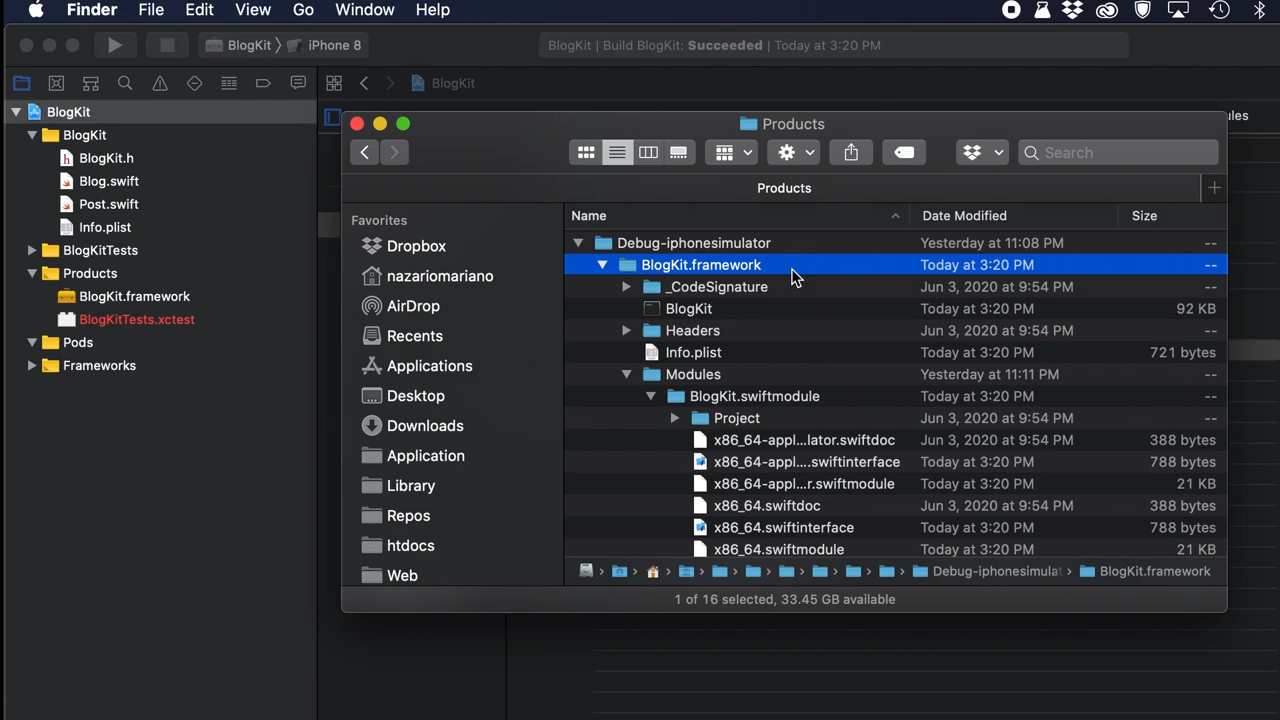 Finder File Edit View Go Window Help
BlogKit iPhone 8
BlogKit | Build BlogKit: Succeeded | Today at 3:20 PM
BlogKit
BlogKit
BlogKit
h BlogKit.h
Blog.swift
Post.swift
Info.plist
BlogKitTests
Products
BlogKit.framework
BlogKitTests.xctest
Pods
Frameworks
ules
Products
Search
Products
Favorites
Dropbox
nazariomariano
AirDrop
Recents
Applications
Desktop
Downloads
Application
Library
Repos
htdocs
Web
Name Date Modified Size
Debug-iphonesimulator Yesterday at 11:08 PM --
BlogKit.framework Today at 3:20 PM --
_CodeSignature Jun 3, 2020 at 9:54 PM --
BlogKit Today at 3:20 PM 92 KB
Headers Jun 3, 2020 at 9:54 PM --
Info.plist Today at 3:20 PM 721 bytes
Modules Yesterday at 11:11 PM --
BlogKit.swiftmodule Today at 3:20 PM --
Project Jun 3, 2020 at 9:54 PM --
x86_64-appl...lator.swiftdoc Jun 3, 2020 at 9:54 PM 388 bytes
x86_64-appl....swiftinterface Today at 3:20 PM 788 bytes
x86_64-appl...r.swiftmodule Today at 3:20 PM 21 KB
x86_64.swiftdoc Jun 3, 2020 at 9:54 PM 388 bytes
x86_64.swiftinterface Today at 3:20 PM 788 bytes
x86_64.swiftmodule Today at 3:20 PM 21 KB
Debug-iphonesimulat BlogKit.framework
1 of 16 selected, 33.45 GB available